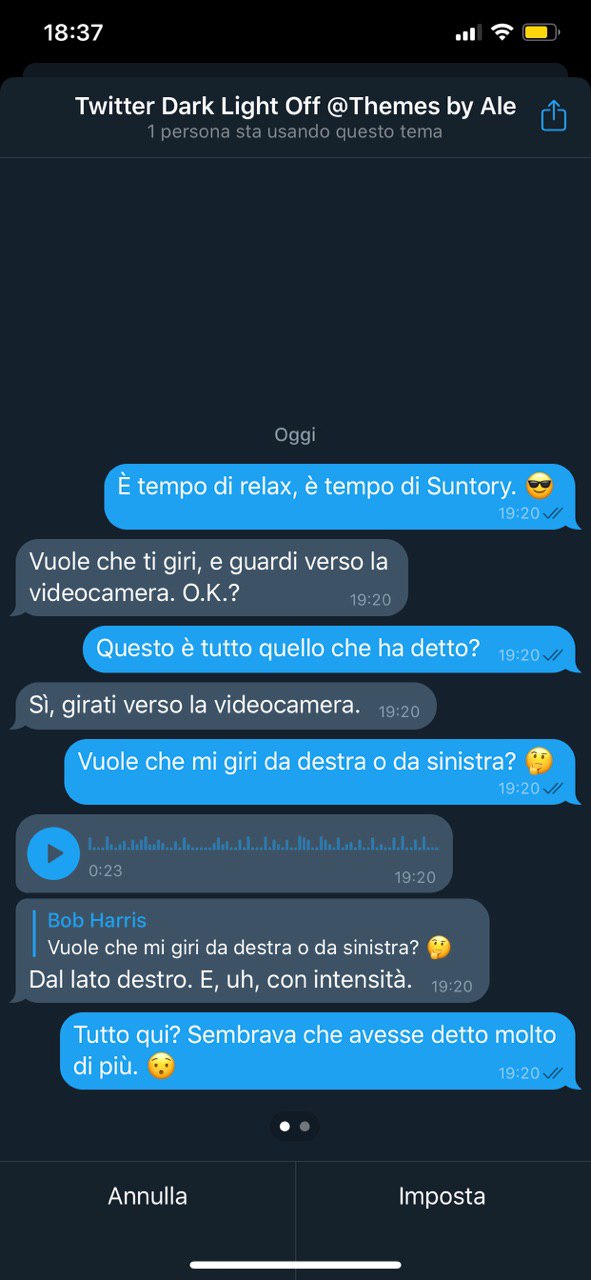 18:37
Twitter Dark Light Off @Themes by Ale
1 persona sta usando questo tema
Oggi
È tempo di relax, è tempo di Suntory. 😎
19:20
Vuole che ti giri, e guardi verso la
videocamera. O.K.?
19:20
Questo è tutto quello che ha detto? 19:20
Sì, girati verso la videocamera. 19:20
Vuole che mi giri da destra o da sinistra? 🤔
19:20
0:23 19:20
Bob Harris
Vuole che mi giri da destra o da sinistra? 🤔
Dal lato destro. E, uh, con intensità. 19:20
Tutto qui? Sembrava che avesse detto molto
di più. 😯 19:20
Annulla Imposta